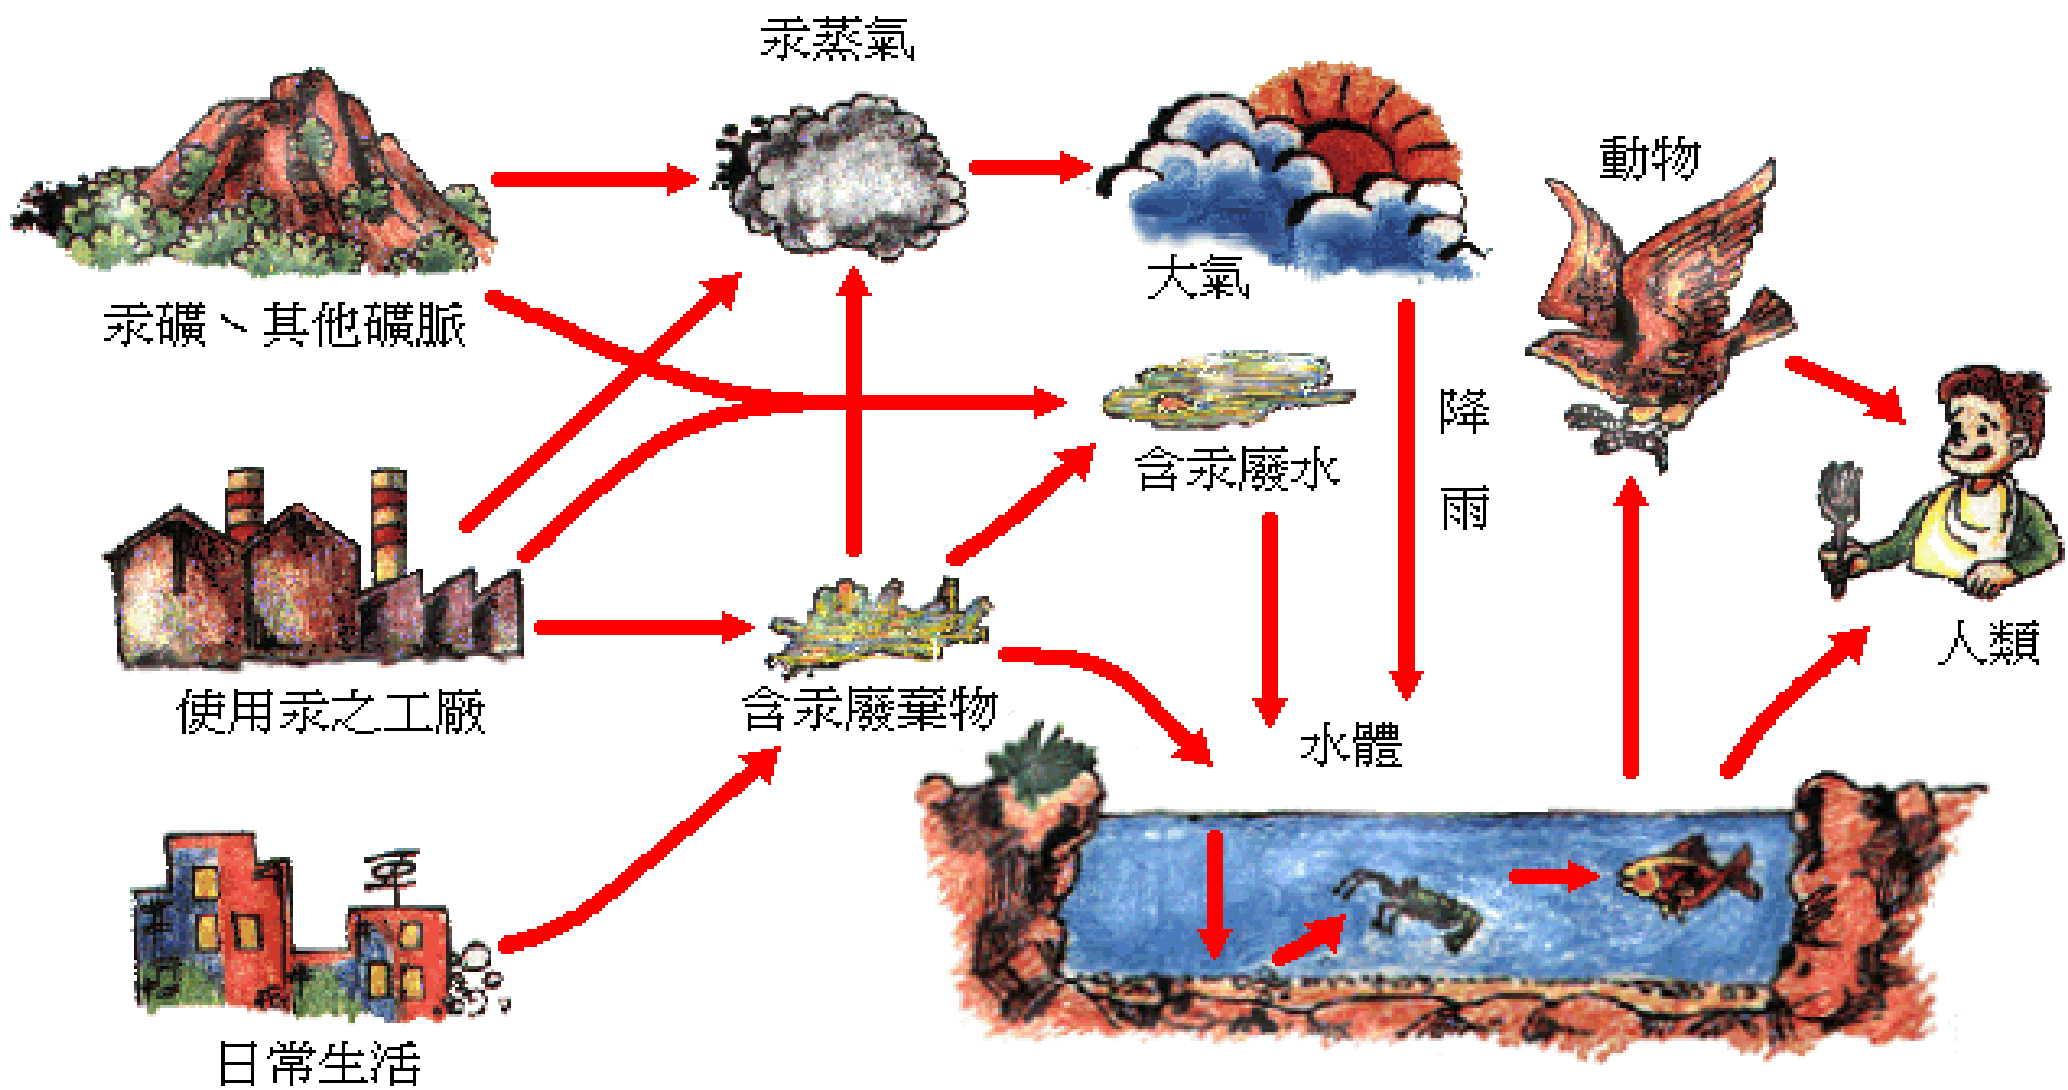 汞蒸氣
動物
大氣
汞礦、其他礦脈
降雨
含汞廢水
人類
使用汞之工廠
含汞廢棄物
水體
日常生活